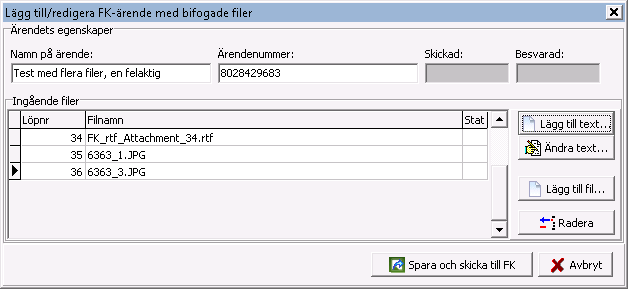 Lägg till/redigera FK-ärende med bifogade filer
Ärendets egenskaper
Namn på ärende: Ärendenummer: Skickad: Besvarad:
Test med flera filer, en felaktig 8028429683
Ingående filer
Löpnr Filnamn Stat
34 FK_rtf_Attachment_34.rtf
35 6363_1.JPG
36 6363_3.JPG
Lägg till text...
Ändra text...
Lägg till fil...
Radera
Spara och skicka till FK Avbryt